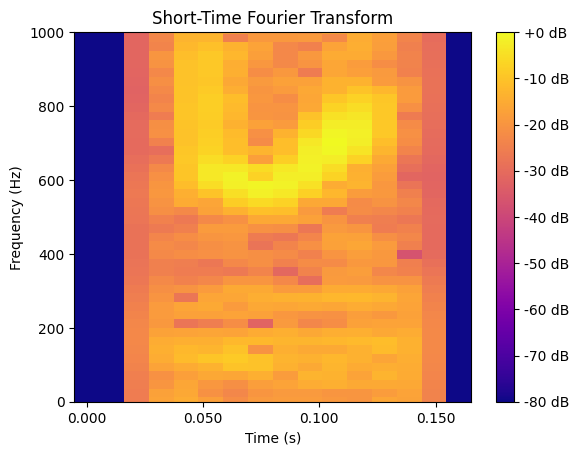 Short-Time Fourier Transform
1000
800
600
400
200
0
Frequency (Hz)
0.000
0.050
0.100
0.150
Time (s)
+0 dB
-10 dB
-20 dB
-30 dB
-40 dB
-50 dB
-60 dB
-70 dB
-80 dB